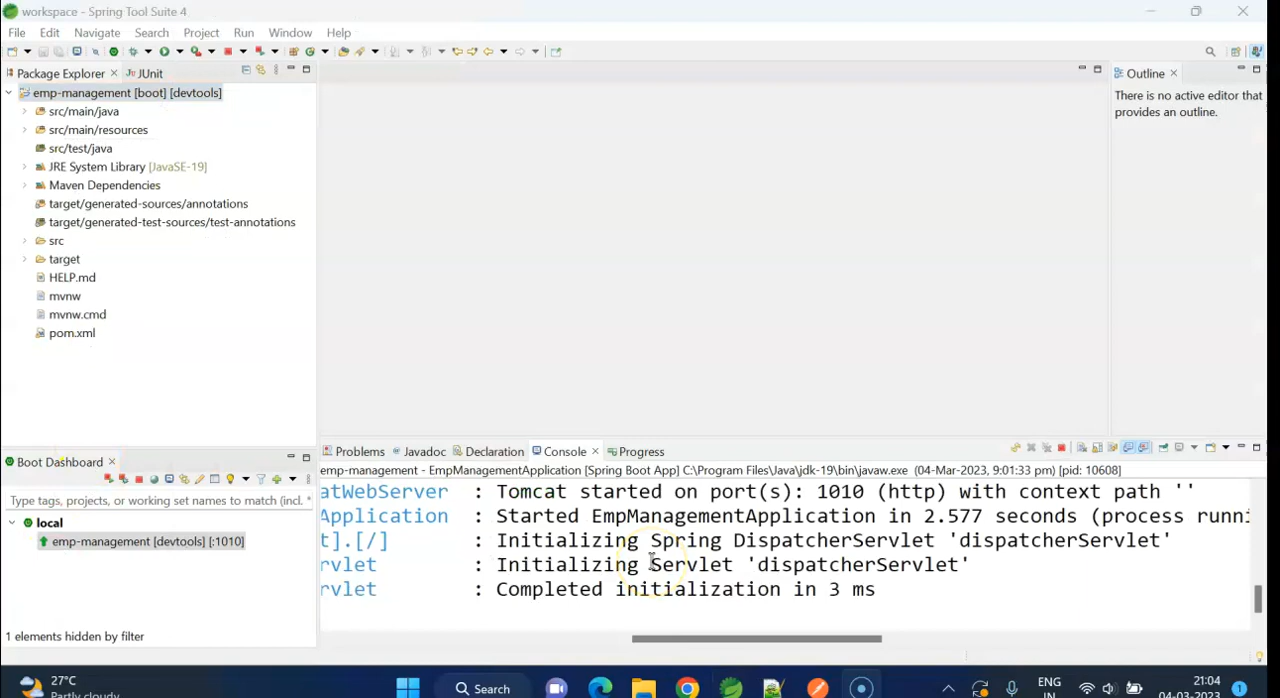 workspace - Spring Tool Suite 4
File Edit Navigate Search Project Run Window Help
Package Explorer JUnit
Outline
There is no active editor that
provides an outline.
emp-management [boot] [devtools]
src/main/java
src/main/resources
src/test/java
JRE System Library [JavaSE-19]
Maven Dependencies
target/generated-sources/annotations
target/generated-test-sources/test-annotations
src
target
HELP.md
mvnw
mvnw.cmd
pom.xml
Boot Dashboard
Type tags, projects, or working set names to match (incl. *
local
emp-management [devtools] [:1010]
1 elements hidden by filter
Problems Javadoc Declaration Console Progress
emp-management - EmpManagementApplication [Spring Boot App] C:\Program Files\Java\jdk-19\bin\javaw.exe (04-Mar-2023, 9:01:33 pm) [pid: 10608]
atWebServer : Tomcat started on port(s): 1010 (http) with context path ''
Application : Started EmpManagementApplication in 2.577 seconds (process runni
t].[/] : Initializing Spring DispatcherServlet 'dispatcherServlet'
rvlet : Initializing Servlet 'dispatcherServlet'
rvlet : Completed initialization in 3 ms
27°C
Partly cloudy
Search
ENG
IN
21:04
04-03-2023
1